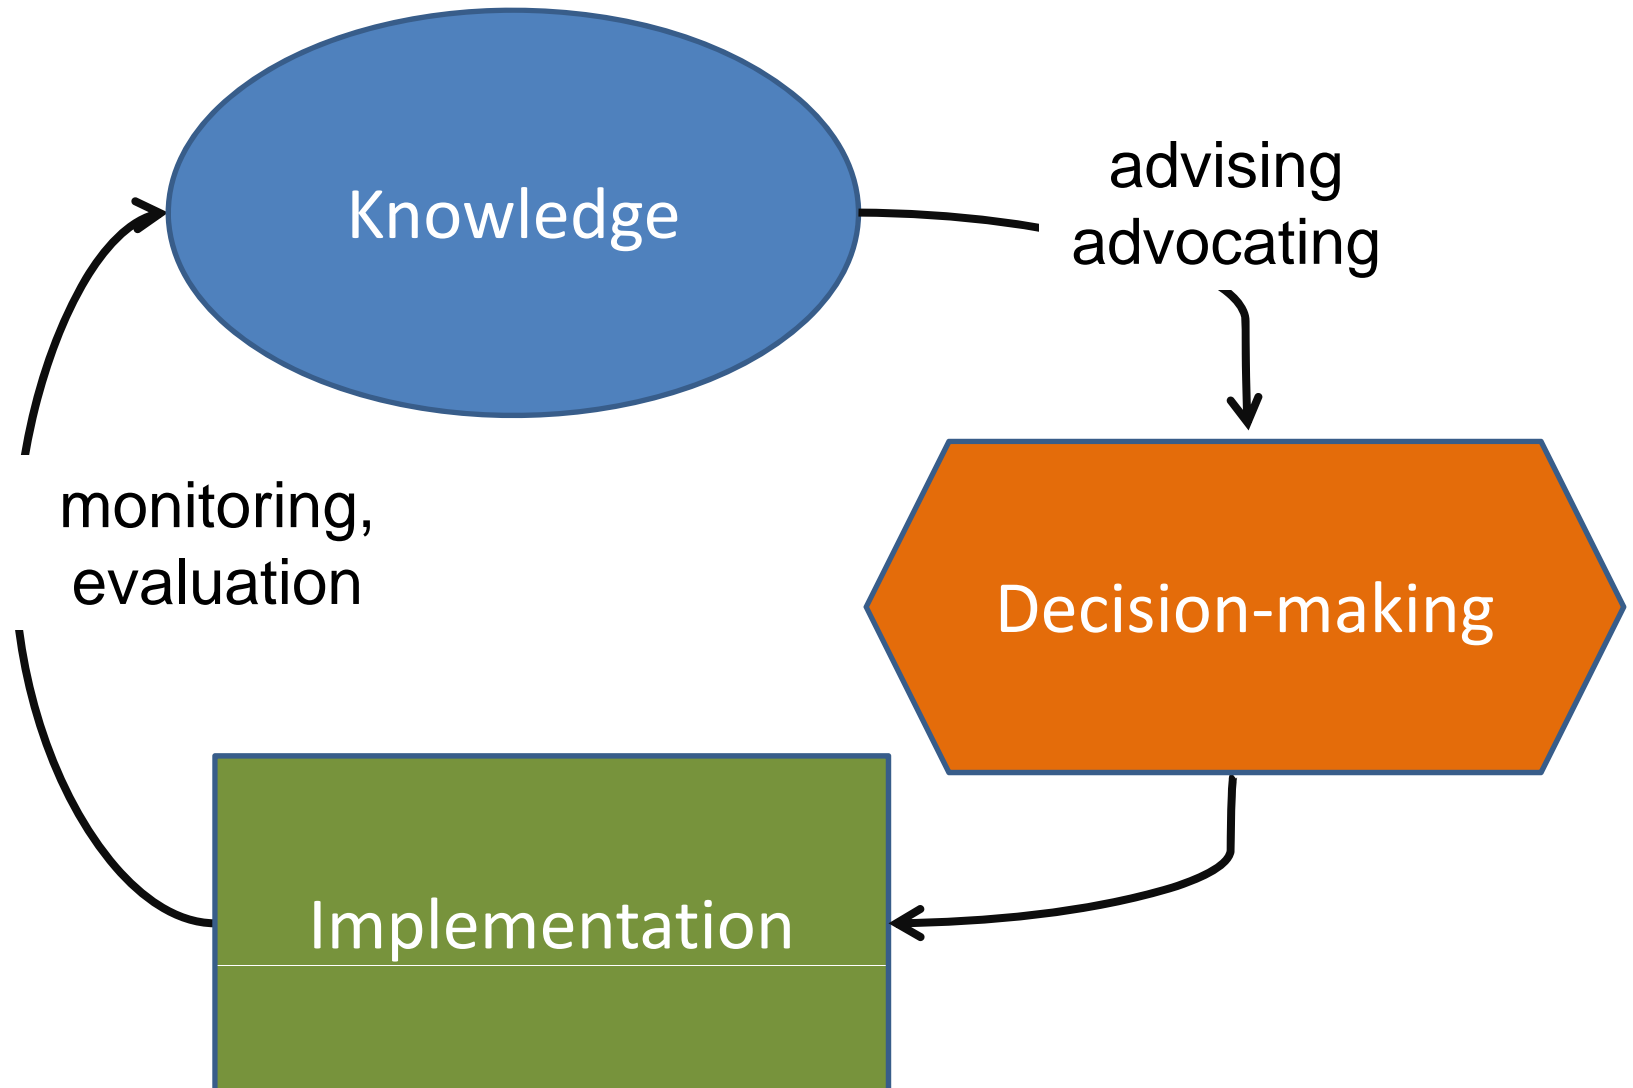 Knowledge
advising
advocating
monitoring,
evaluation
Decision-making
Implementation